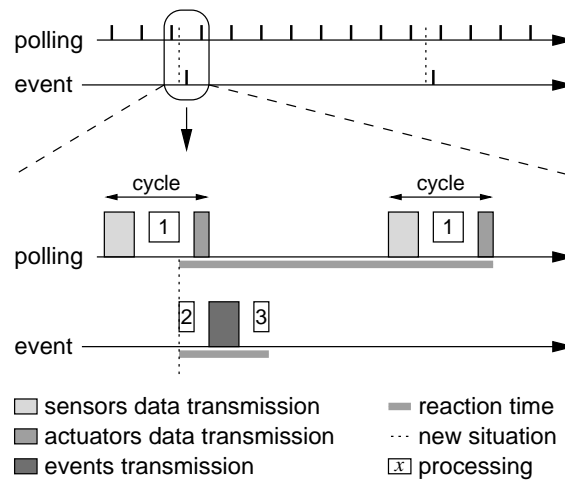 polling
event
cycle
cycle
1
1
polling
2
3
event
sensors data transmission
reaction time
actuators data transmission
new situation
events transmission
x processing